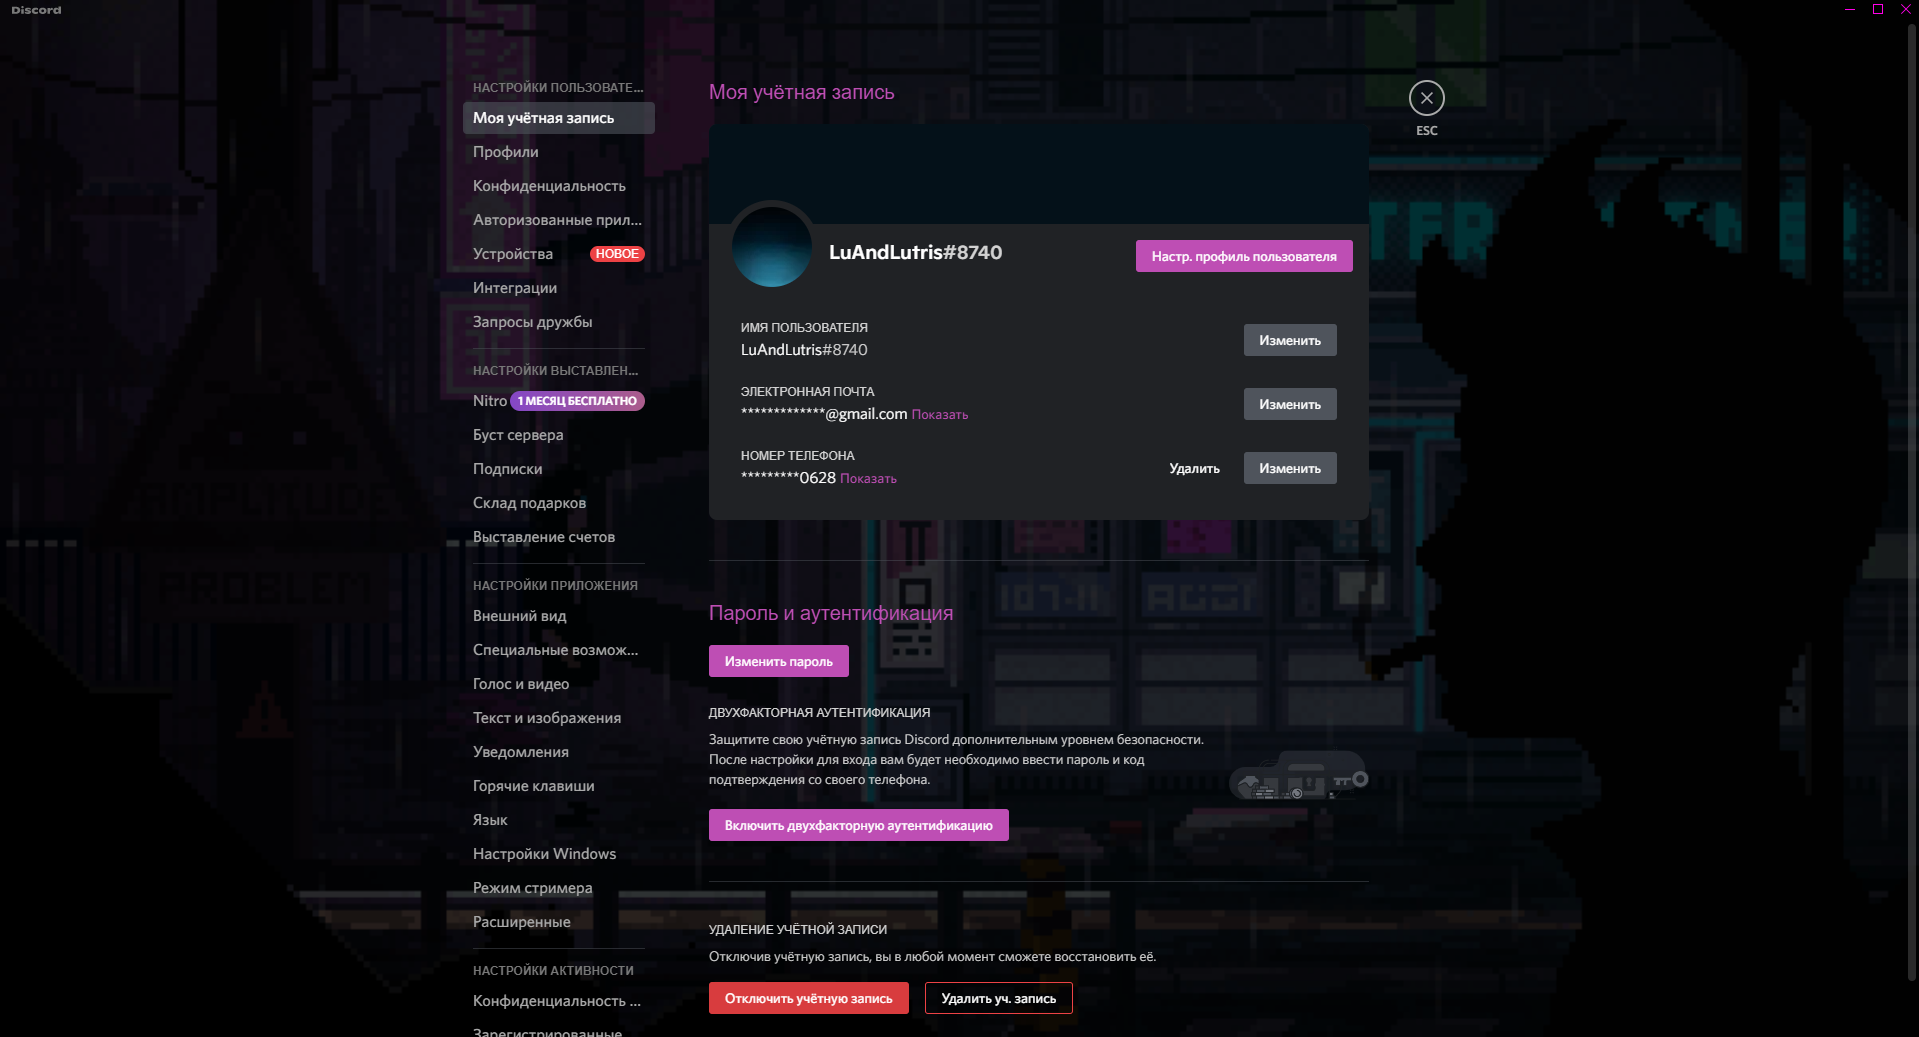 Discord
НАСТРОЙКИ ПОЛЬЗОВАТЕ...
Моя учётная запись
Профили
Конфиденциальность
Авторизованные прил...
Устройства НОВОЕ
Интеграции
Запросы дружбы
НАСТРОЙКИ ВЫСТАВЛЕН...
Nitro 1 МЕСЯЦ БЕСПЛАТНО
Буст сервера
Подписки
Склад подарков
Выставление счетов
НАСТРОЙКИ ПРИЛОЖЕНИЯ
Внешний вид
Специальные возмож...
Голос и видео
Текст и изображения
Уведомления
Горячие клавиши
Язык
Настройки Windows
Режим стримера
Расширенные
НАСТРОЙКИ АКТИВНОСТИ
Конфиденциальность ...
Зарегистрированные
Моя учётная запись
ESC
LuAndLutris#8740
Настр. профиль пользователя
ИМЯ ПОЛЬЗОВАТЕЛЯ
LuAndLutris#8740
Изменить
ЭЛЕКТРОННАЯ ПОЧТА
*************@gmail.com Показать
Изменить
НОМЕР ТЕЛЕФОНА
*********0628 Показать
Удалить
Изменить
Пароль и аутентификация
Изменить пароль
ДВУХФАКТОРНАЯ АУТЕНТИФИКАЦИЯ
Защитите свою учётную запись Discord дополнительным уровнем безопасности.
После настройки для входа вам будет необходимо ввести пароль и код
подтверждения со своего телефона.
Включить двухфакторную аутентификацию
УДАЛЕНИЕ УЧЁТНОЙ ЗАПИСИ
Отключив учётную запись, вы в любой момент сможете восстановить её.
Отключить учётную запись
Удалить уч. запись
AMPLITUDE
PROBLEM
107-11